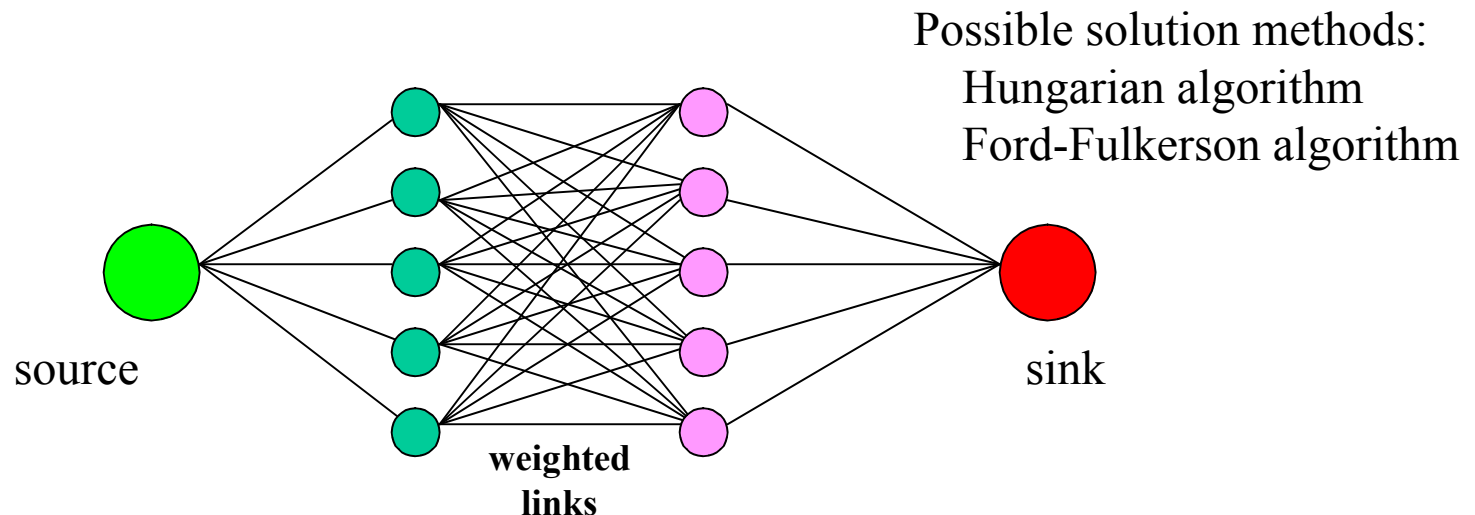 Possible solution methods:
Hungarian algorithm
Ford-Fulkerson algorithm
source
sink
weighted
links